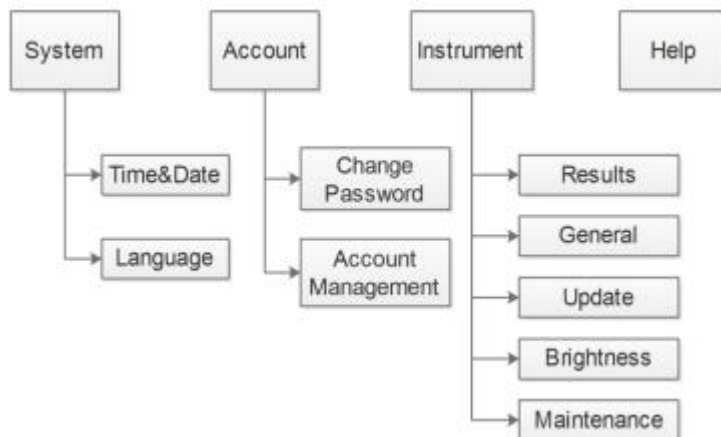 System
Account
Instrument
Help
Time&Date
Language
Change
Password
Account
Management
Results
General
Update
Brightness
Maintenance